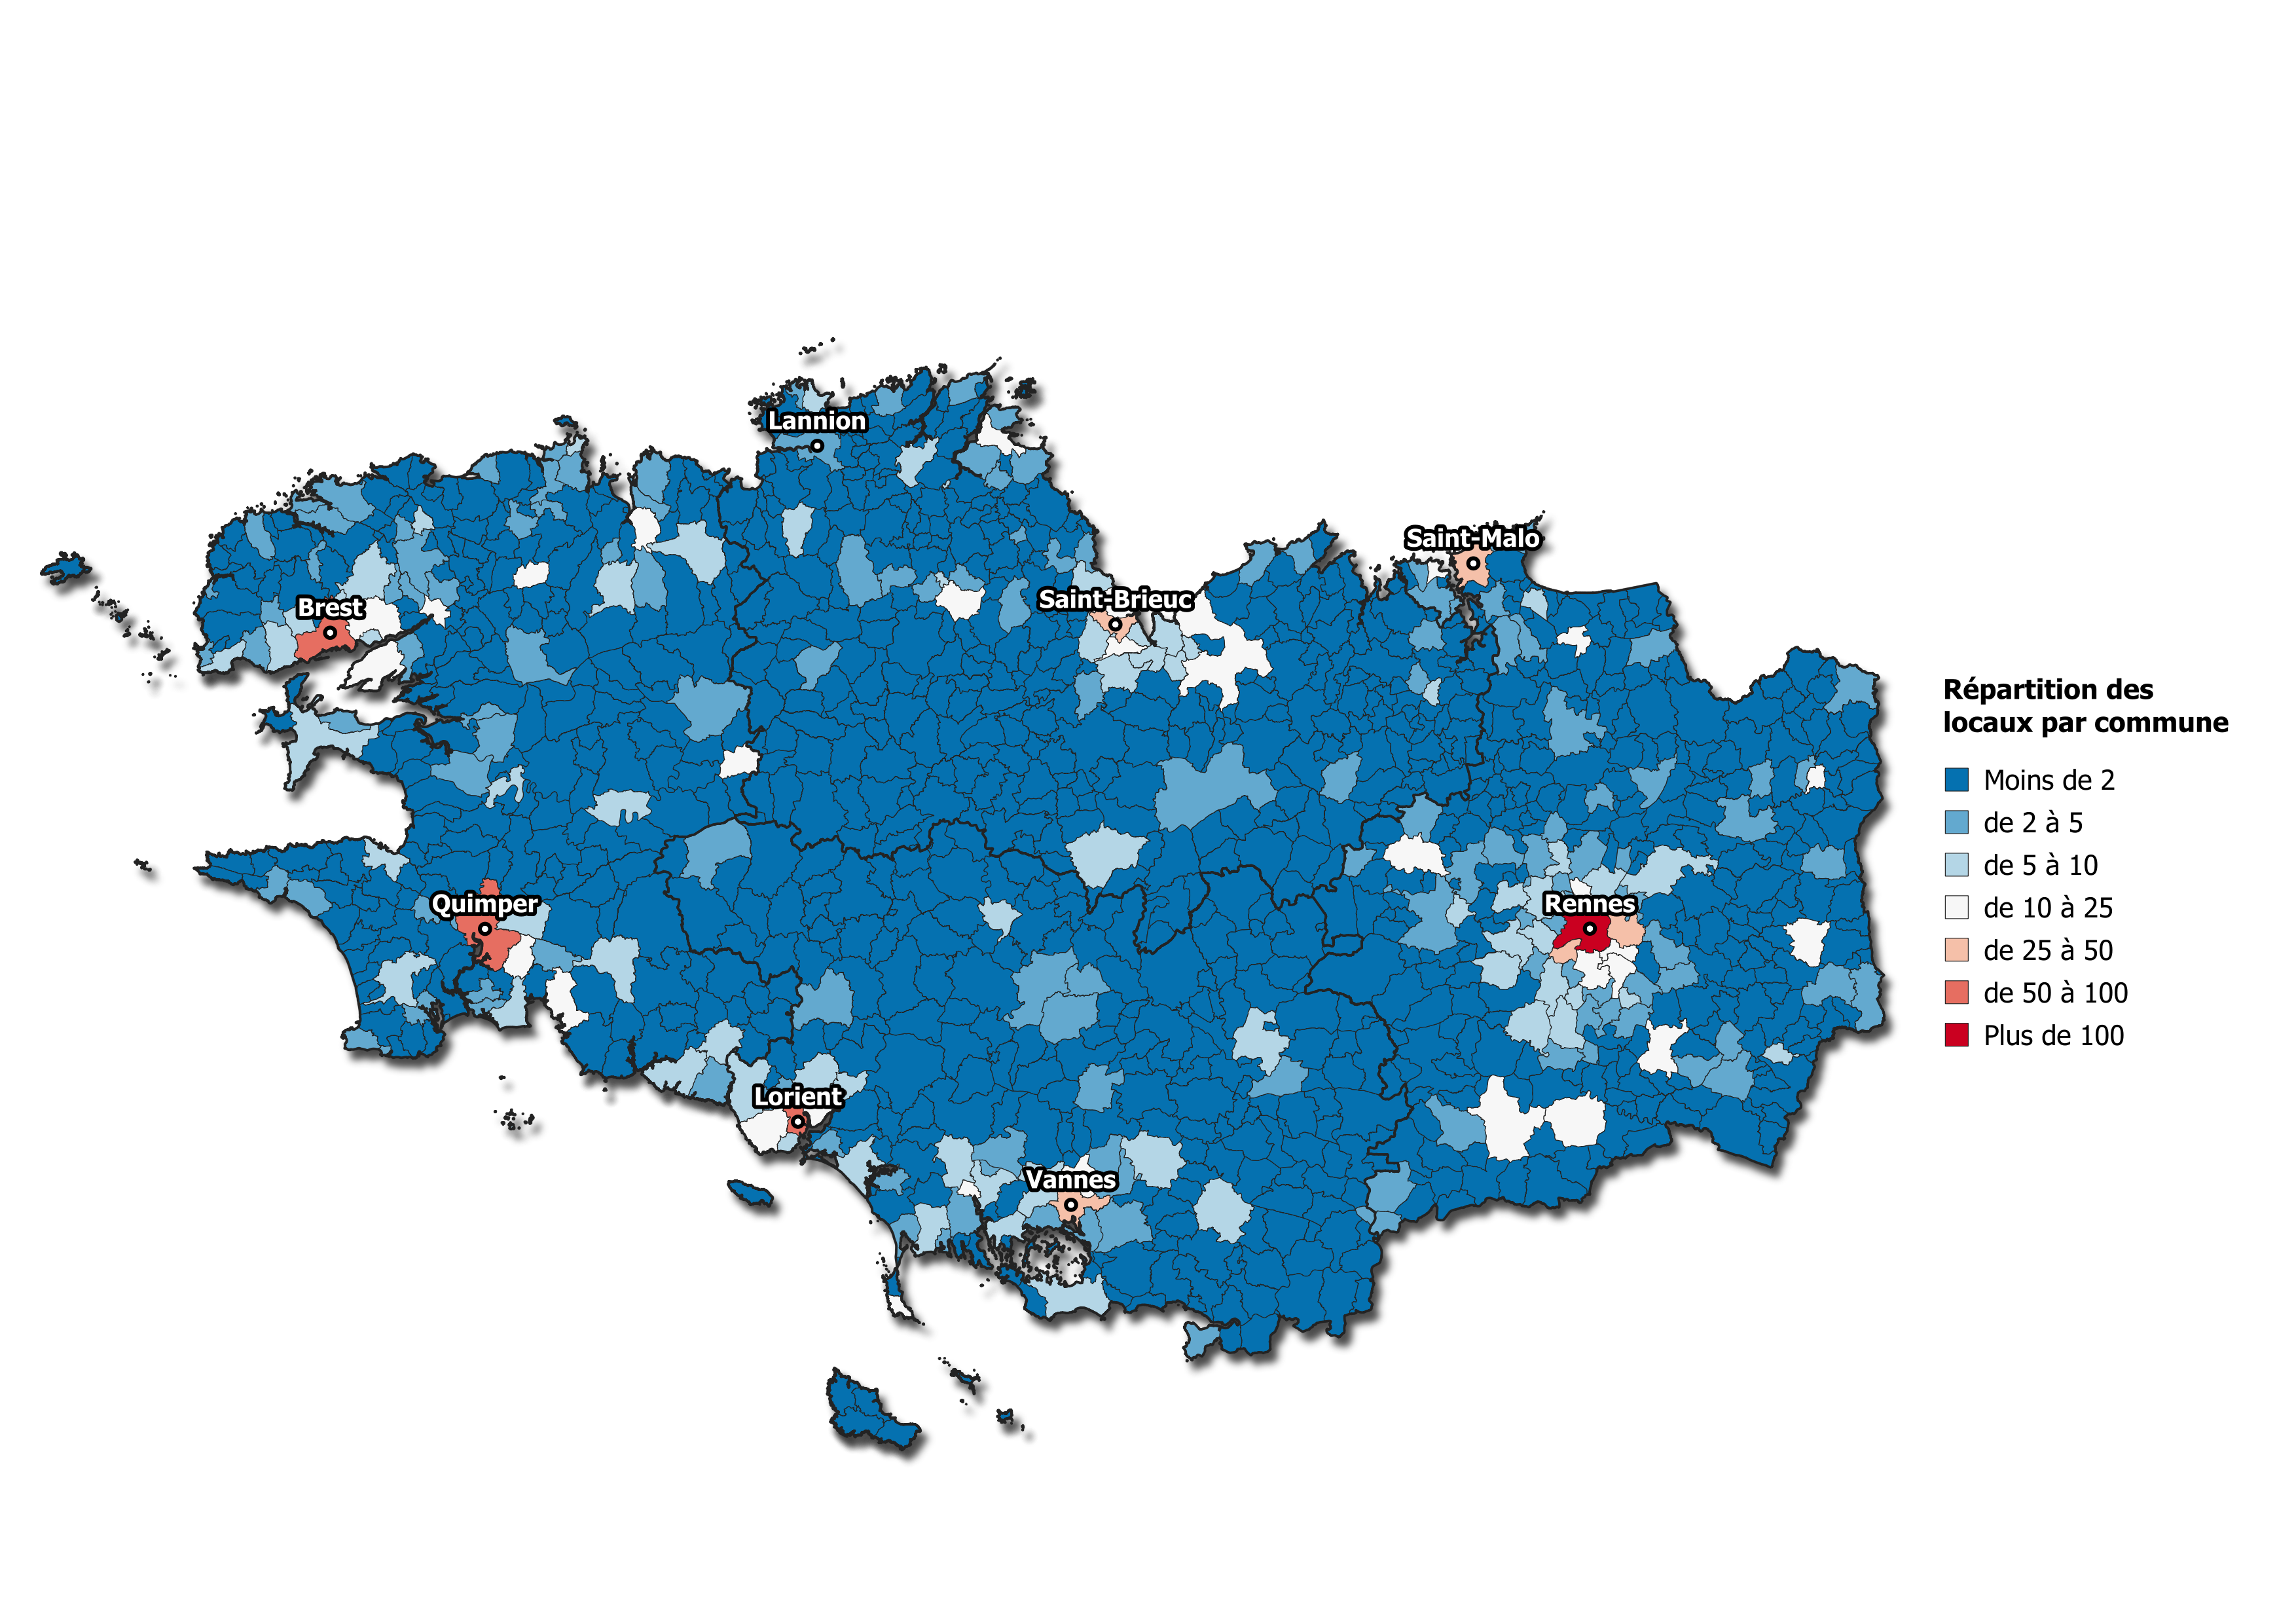 Lannion
Saint-Malo
Saint-Brieuc
Brest
Répartition des
locaux par commune
Moins de 2
de 2 à 5
de 5 à 10
de 10 à 25
de 25 à 50
de 50 à 100
Plus de 100
Quimper
Rennes
Lorient
Vannes